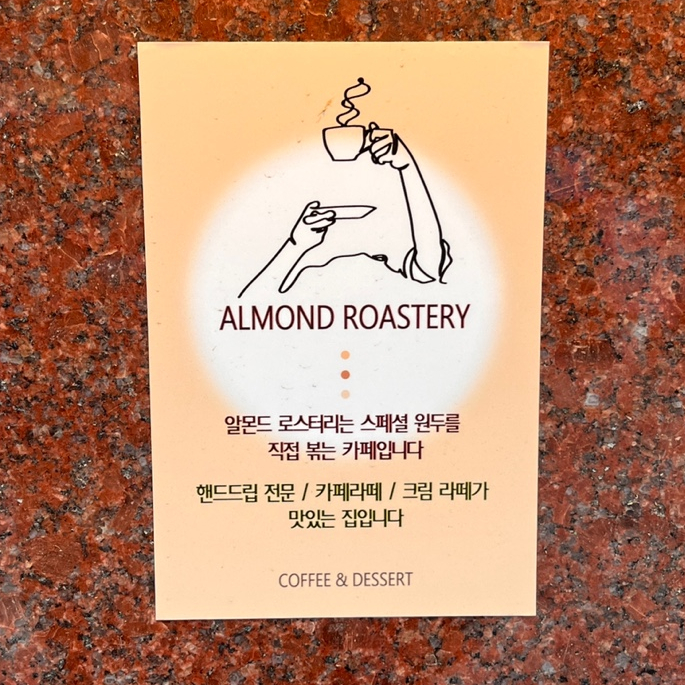 ALMOND ROASTERY
알몬드 로스터리는 스페셜 원두를
직접 볶는 카페입니다
핸드드립 전문 / 카페라떼 / 크림 라떼가
맛있는 집입니다
COFFEE & DESSERT